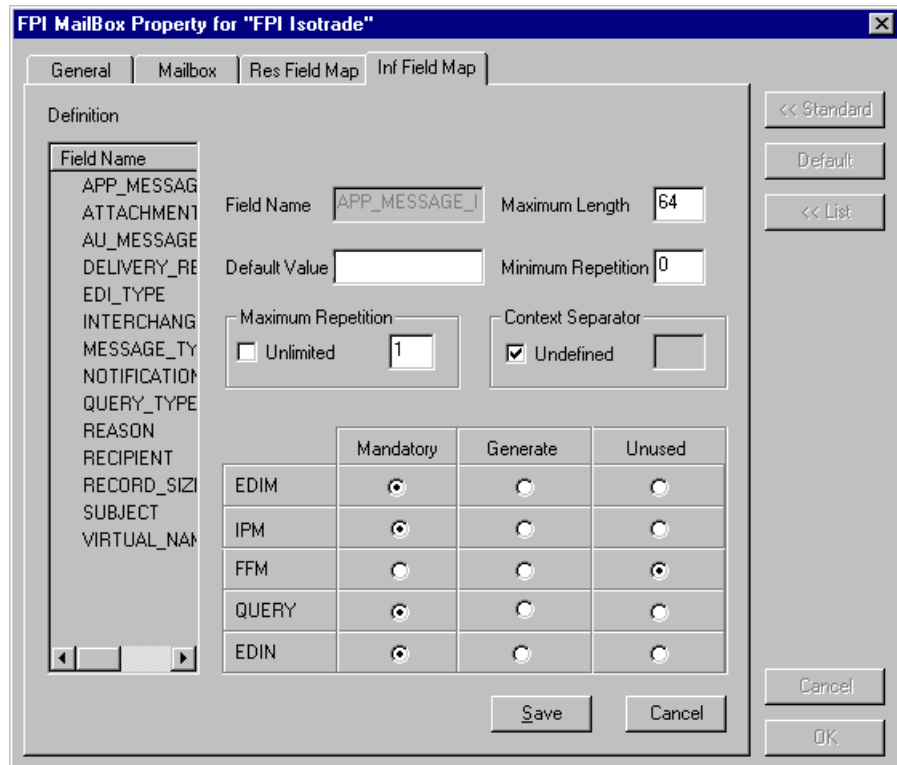 FPI MailBox Property for "FPI Isotrade"
General Mailbox Res Field Map Inf Field Map
Definition
Field Name
APP_MESSAG
ATTACHMENT
AU_MESSAGE
DELIVERY_RE
EDI_TYPE
INTERCHANG
MESSAGE_TY
NOTIFICATION
QUERY_TYPE
REASON
RECIPIENT
RECORD_SIZI
SUBJECT
VIRTUAL_NAM
Field Name APP_MESSAGE_I Maximum Length 64
Default Value Minimum Repetition 0
Maximum Repetition
Unlimited 1
Context Separator
Undefined
Mandatory Generate Unused
EDIM
IPM
FFM
QUERY
EDIN
Save Cancel
<< Standard
Default
<< List
Cancel
OK